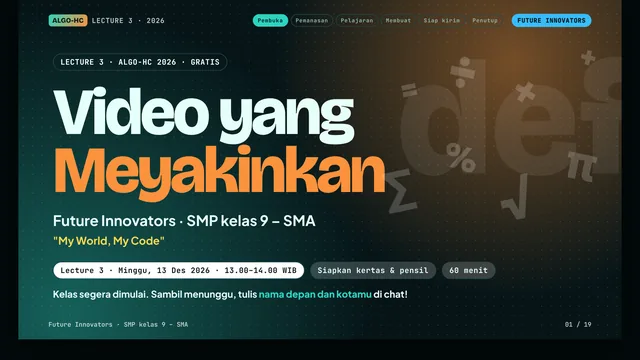 ALGO-HC LECTURE 3 · 2026
Pembuka Pemanasan Pelajaran Membuat Siap kirim Penutup FUTURE INNOVATORS
LECTURE 3 · ALGO-HC 2026 · GRATIS
Video yang
Meyakinkan
def
÷ = × × % π Σ √
Future Innovators · SMP kelas 9 – SMA
"My World, My Code"
Lecture 3 · Minggu, 13 Des 2026 · 13.00–14.00 WIB Siapkan kertas & pensil 60 menit
Kelas segera dimulai. Sambil menunggu, tulis nama depan dan kotamu di chat!
Future Innovators · SMP kelas 9 – SMA 01 / 19